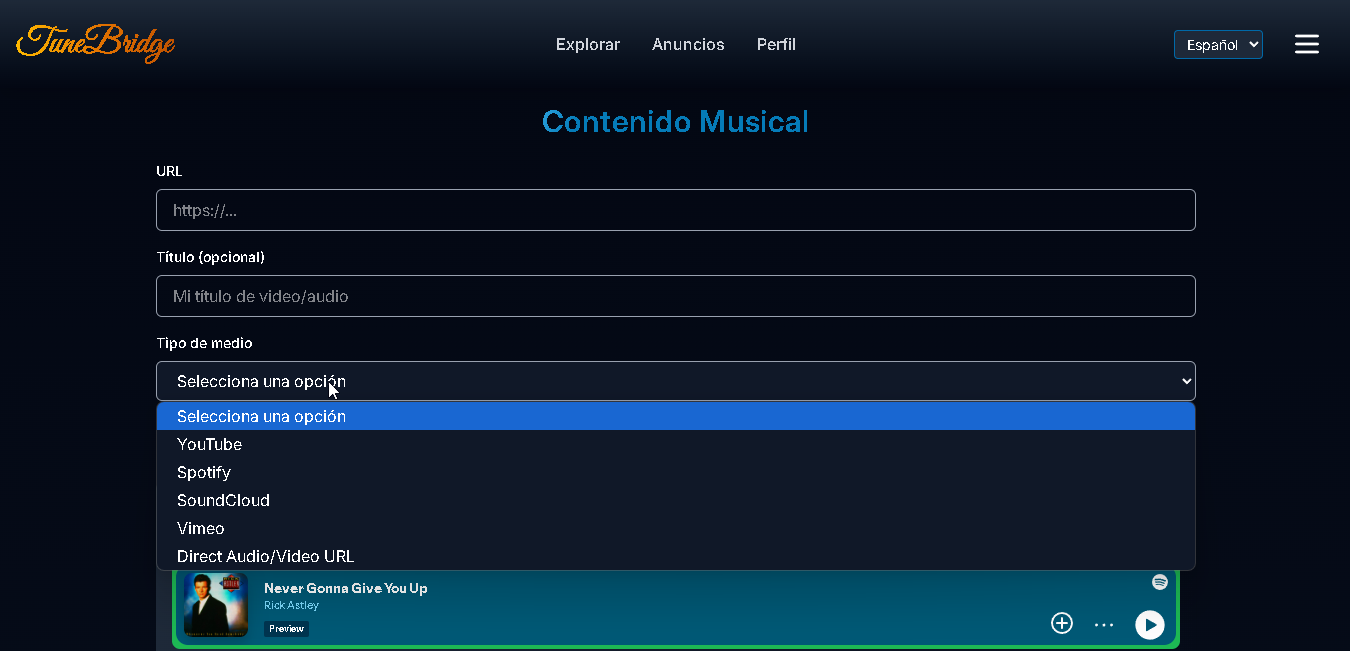 TuneBridge
Explorar Anuncios Perfil
Español
Contenido Musical
URL
https://...
Título (opcional)
Mi título de video/audio
Tipo de medio
Selecciona una opción
Selecciona una opción
YouTube
Spotify
SoundCloud
Vimeo
Direct Audio/Video URL
Never Gonna Give You Up
Rick Astley
Preview